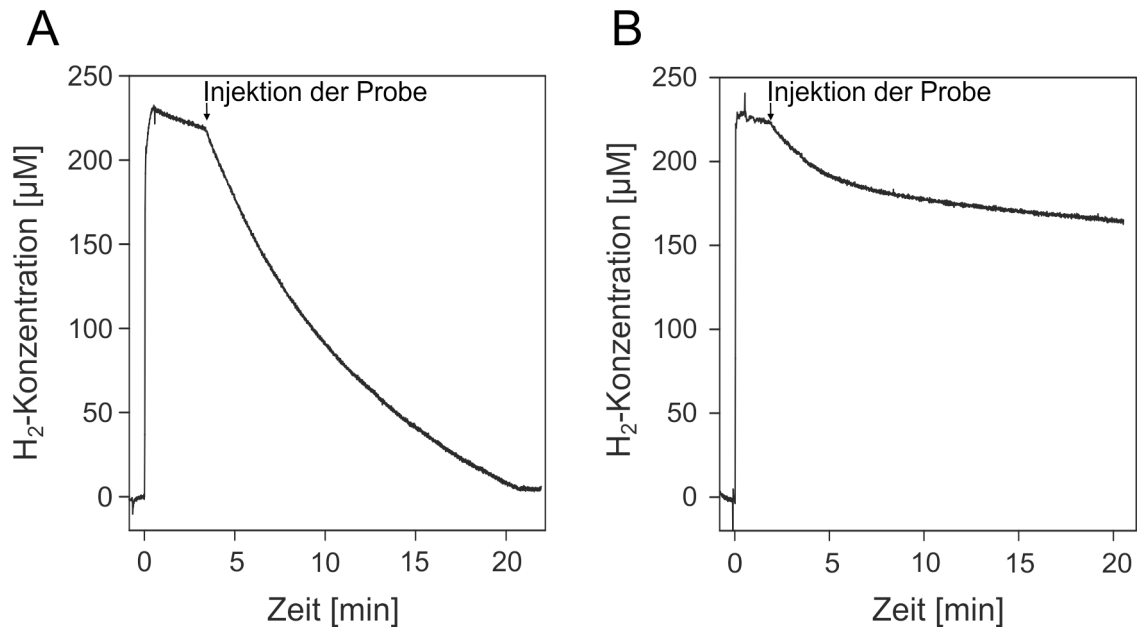 A
H₂-Konzentration [µM]
250
200
150
100
50
0
Injektion der Probe
0 5 10 15 20
Zeit [min]
B
H₂-Konzentration [µM]
250
200
150
100
50
0
Injektion der Probe
0 5 10 15 20
Zeit [min]